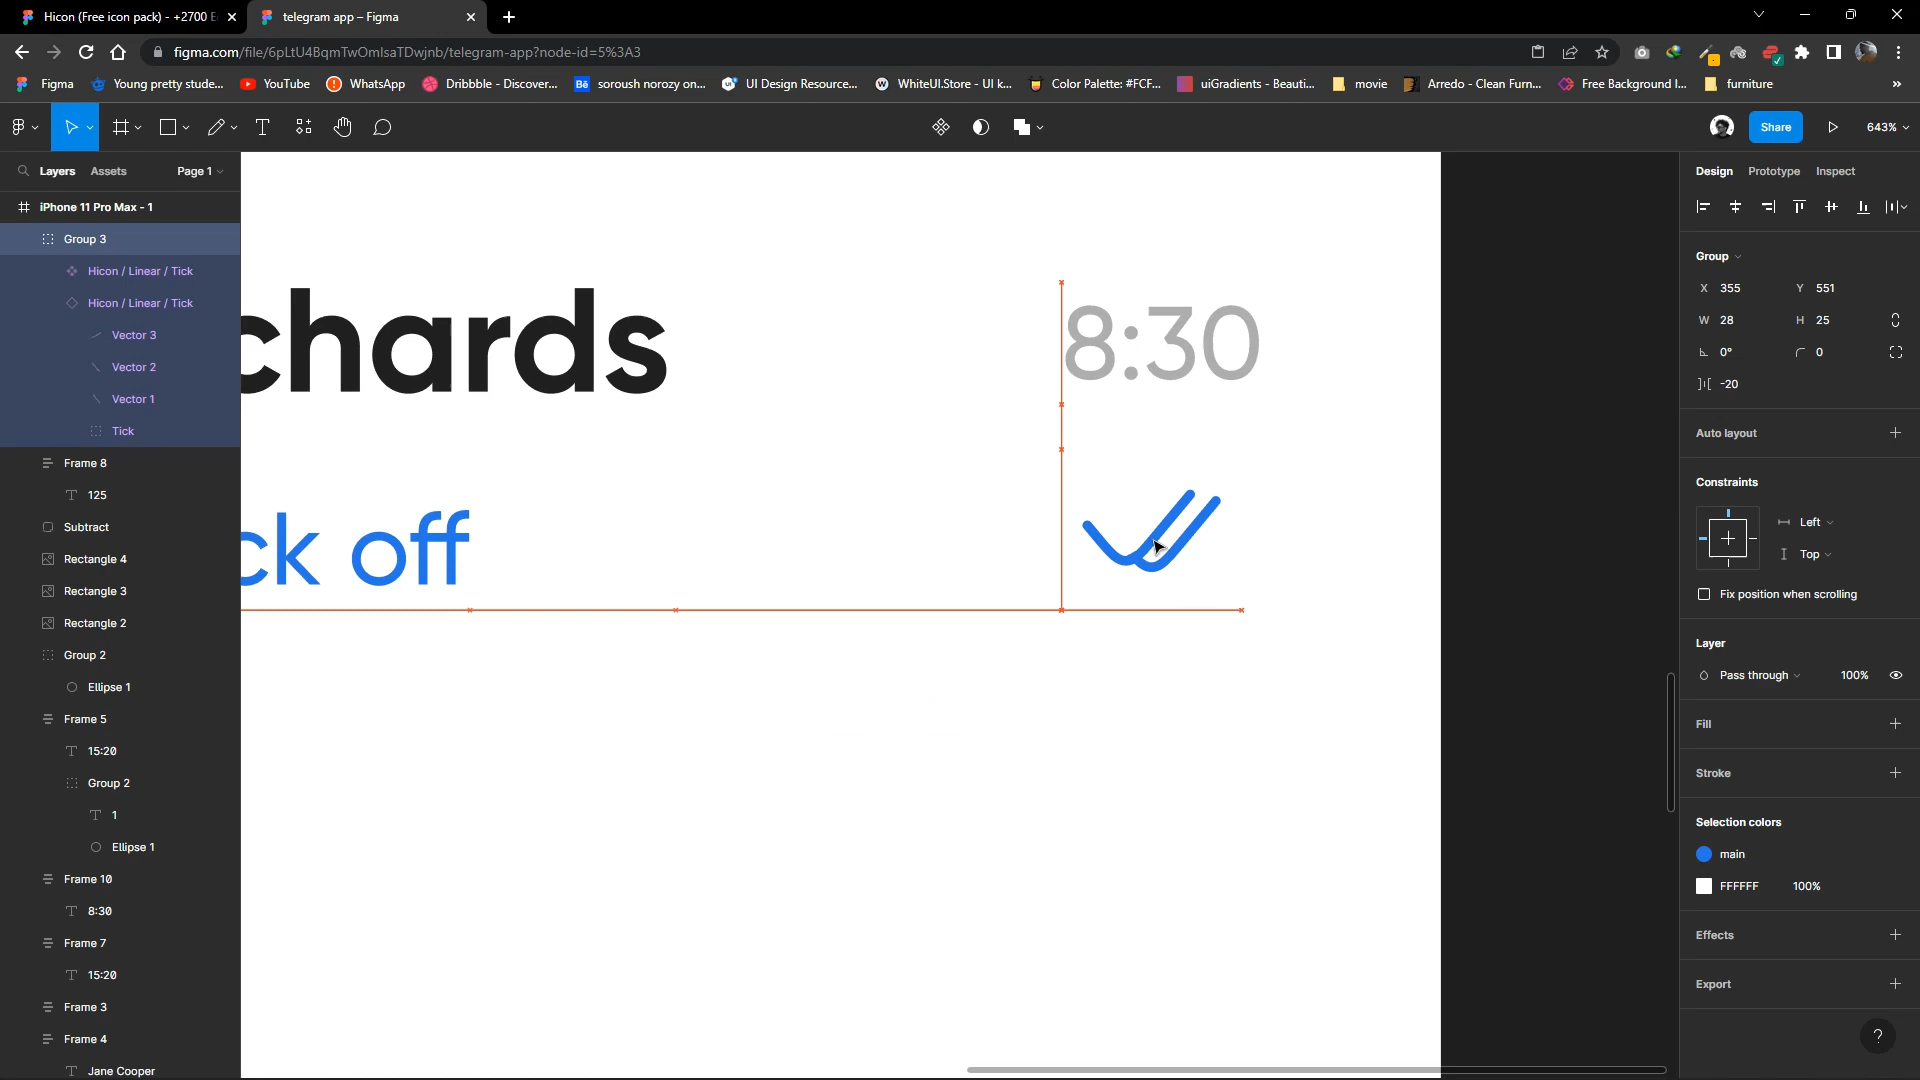 Hicon (Free icon pack) - +2700 E
telegram app – Figma
figma.com/file/6pLtU4BqmTwOmIsaTDwjnb/telegram-app?node-id=5%3A3
Figma
Young pretty stude...
YouTube
WhatsApp
Dribbble - Discover...
soroush norozy on...
UI Design Resource...
WhiteUI.Store - UI k...
Color Palette: #FCF...
uiGradients - Beauti...
movie
Arredo - Clean Furn...
Free Background I...
furniture
Share
643%
Layers
Assets
Page 1
iPhone 11 Pro Max - 1
Group 3
Hicon / Linear / Tick
Hicon / Linear / Tick
Vector 3
Vector 2
Vector 1
Tick
Frame 8
125
Subtract
Rectangle 4
Rectangle 3
Rectangle 2
Group 2
Ellipse 1
Frame 5
15:20
Group 2
1
Ellipse 1
Frame 10
8:30
Frame 7
15:20
Frame 3
Frame 4
Jane Cooper
chards
8:30
ck off
Design
Prototype
Inspect
Group
X 355
Y 551
W 28
H 25
0°
0
-20
Auto layout
Constraints
Left
Top
Fix position when scrolling
Layer
Pass through
100%
Fill
Stroke
Selection colors
main
FFFFFF
100%
Effects
Export
?